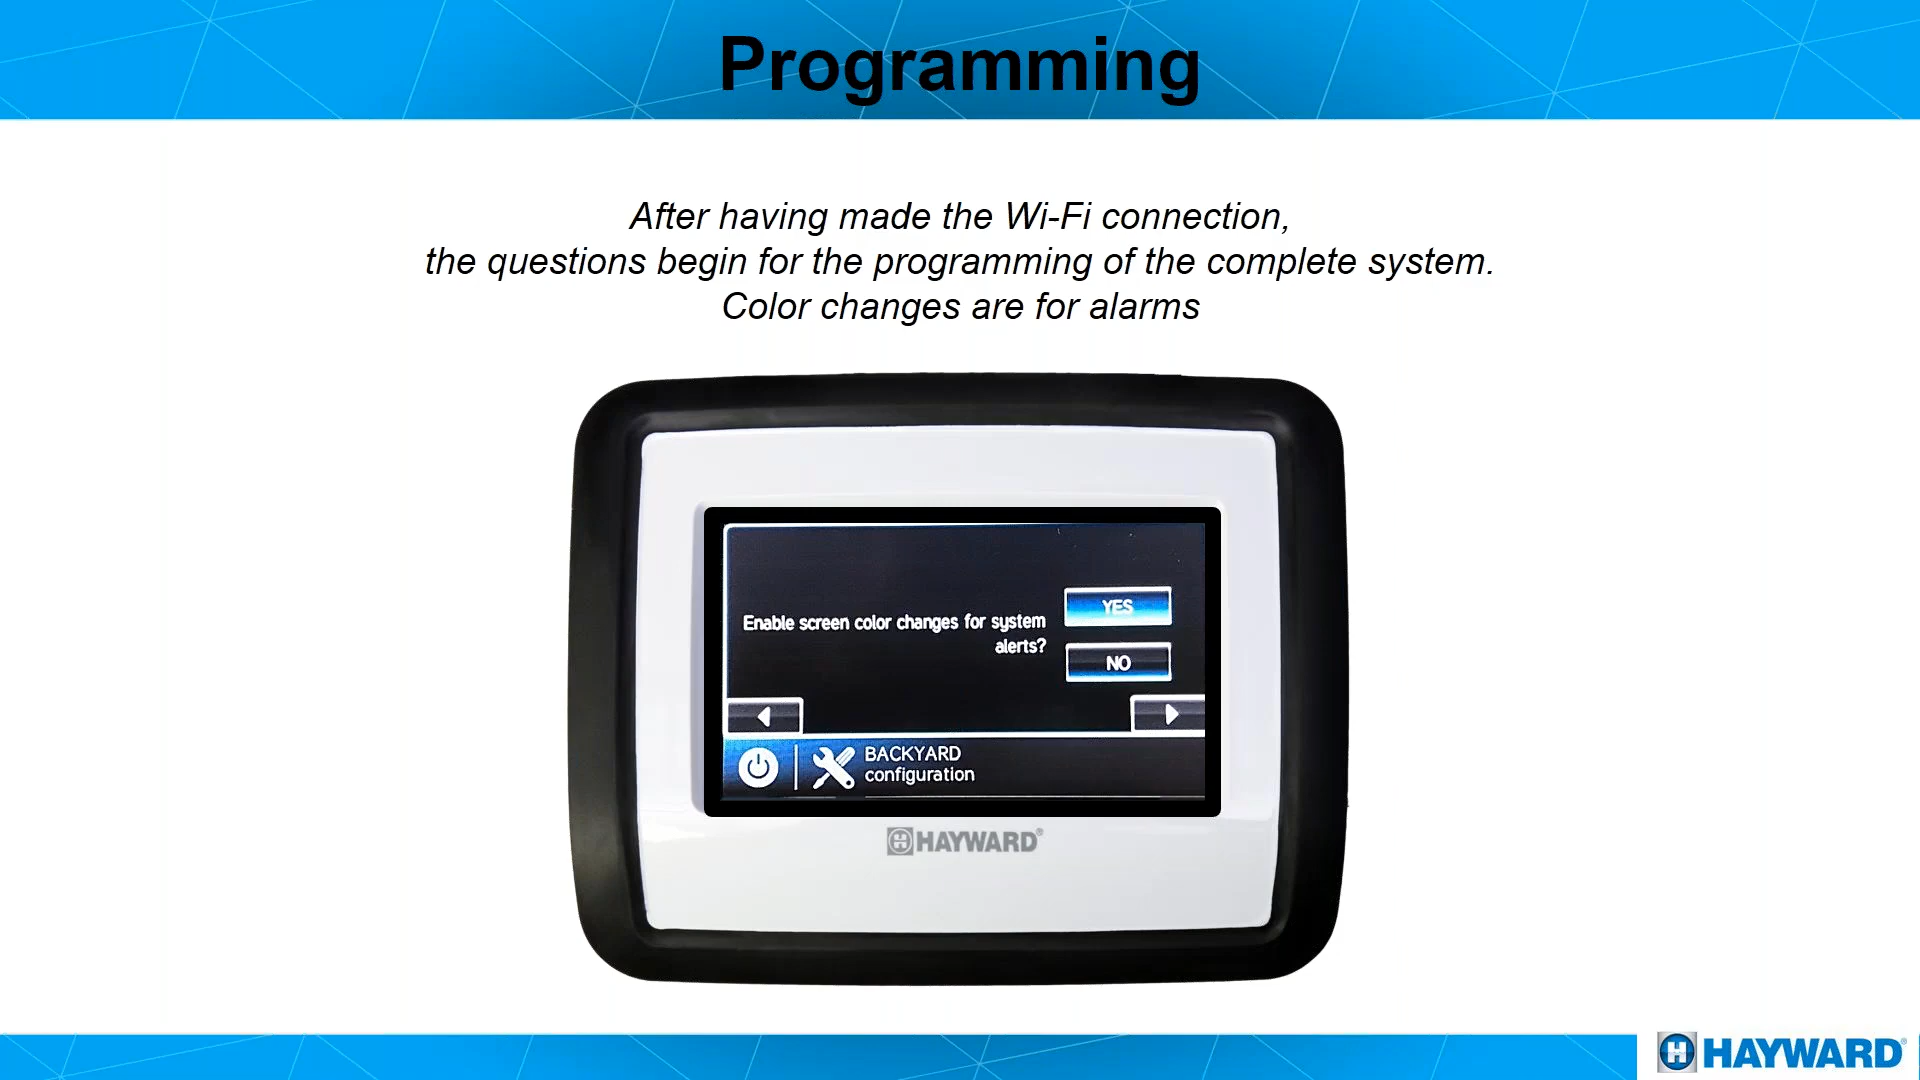 Programming
After having made the Wi-Fi connection,
the questions begin for the programming of the complete system.
Color changes are for alarms
Enable screen color changes for system
alerts?
YES
NO
BACKYARD
configuration
HAYWARD®
HAYWARD®